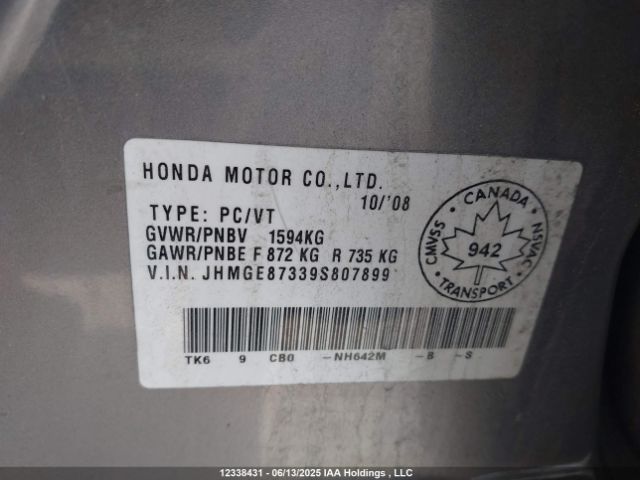 HONDA MOTOR CO.,LTD.
10/'08
TYPE: PC/VT
GVWR/PNBV 1594KG
GAWR/PNBE F 872 KG R 735 KG
V.I.N. JHMGE87339S807899
CANADA
CMVSS
NSVAC
942
TRANSPORT
TK6 9 CB0 -NH642M -B -S
12338431 - 06/13/2025 IAA Holdings , LLC